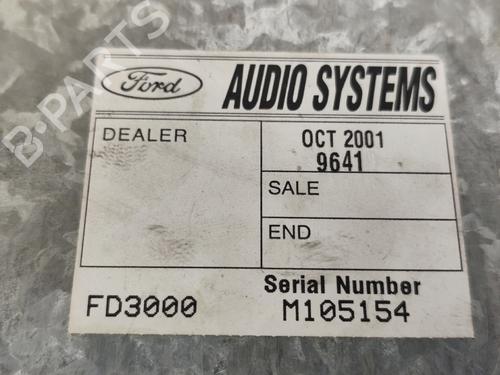 Ford AUDIO SYSTEMS
DEALER
OCT 2001
9641
SALE
END
Serial Number
FD3000 M105154
B-PARTS